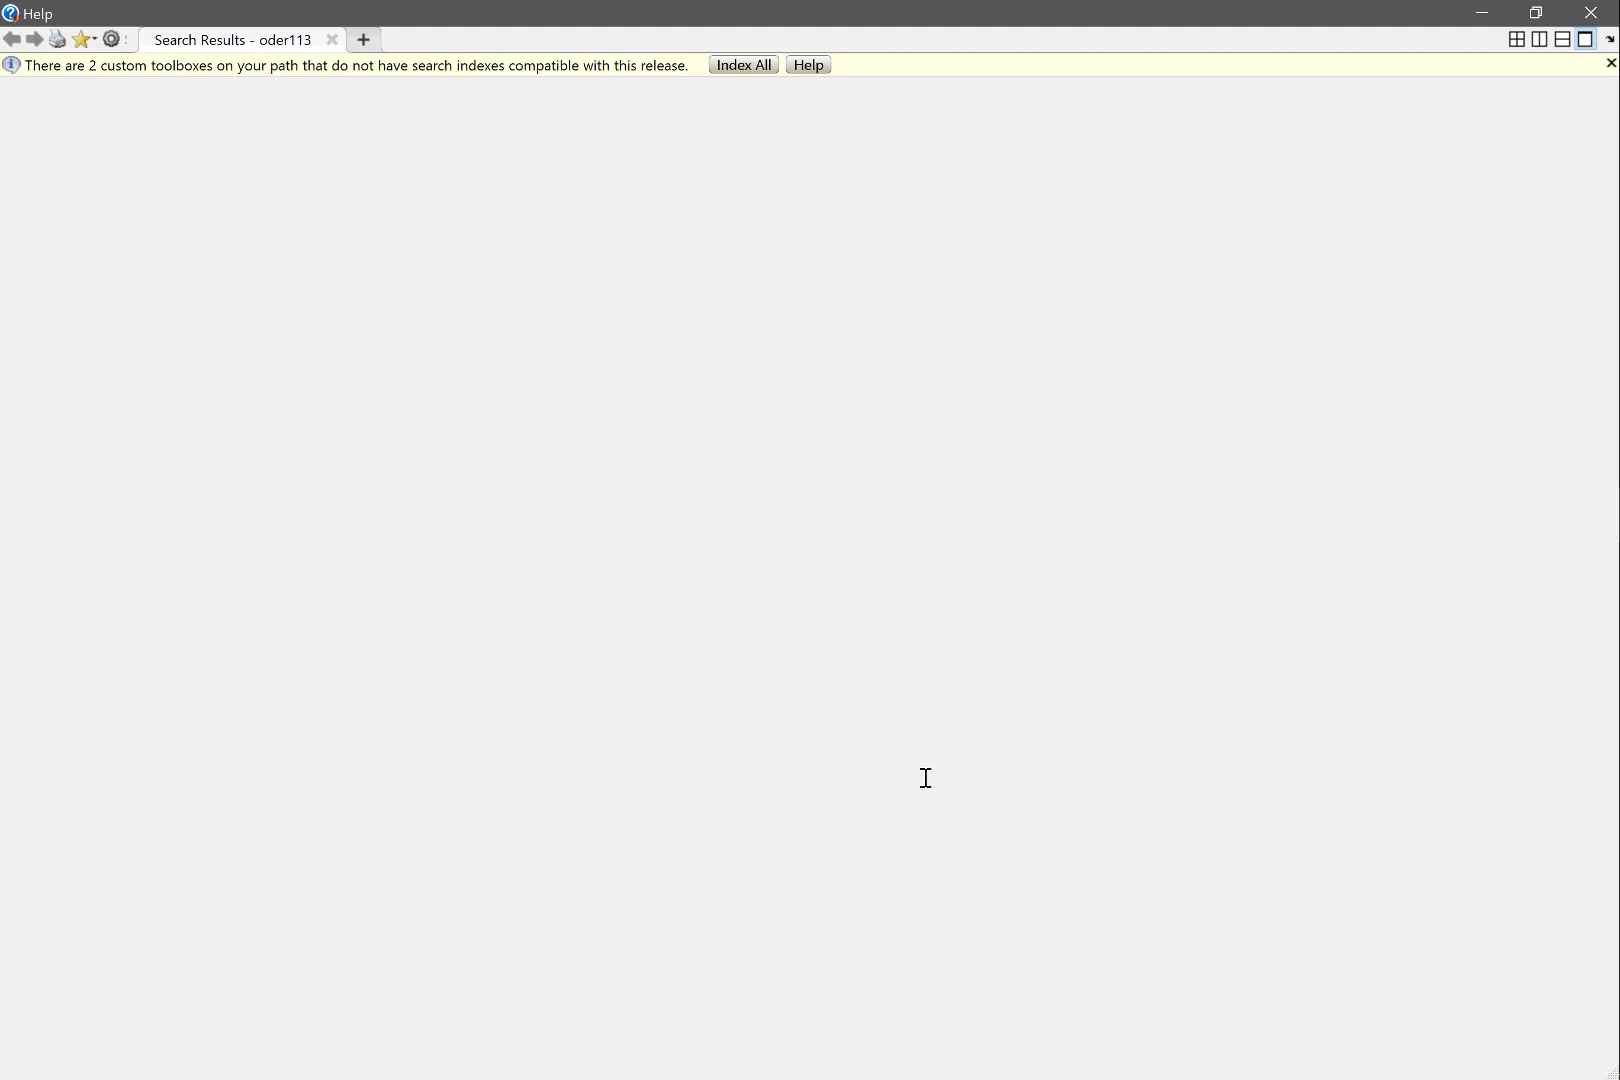 Help
Search Results - oder113
There are 2 custom toolboxes on your path that do not have search indexes compatible with this release. Index All Help